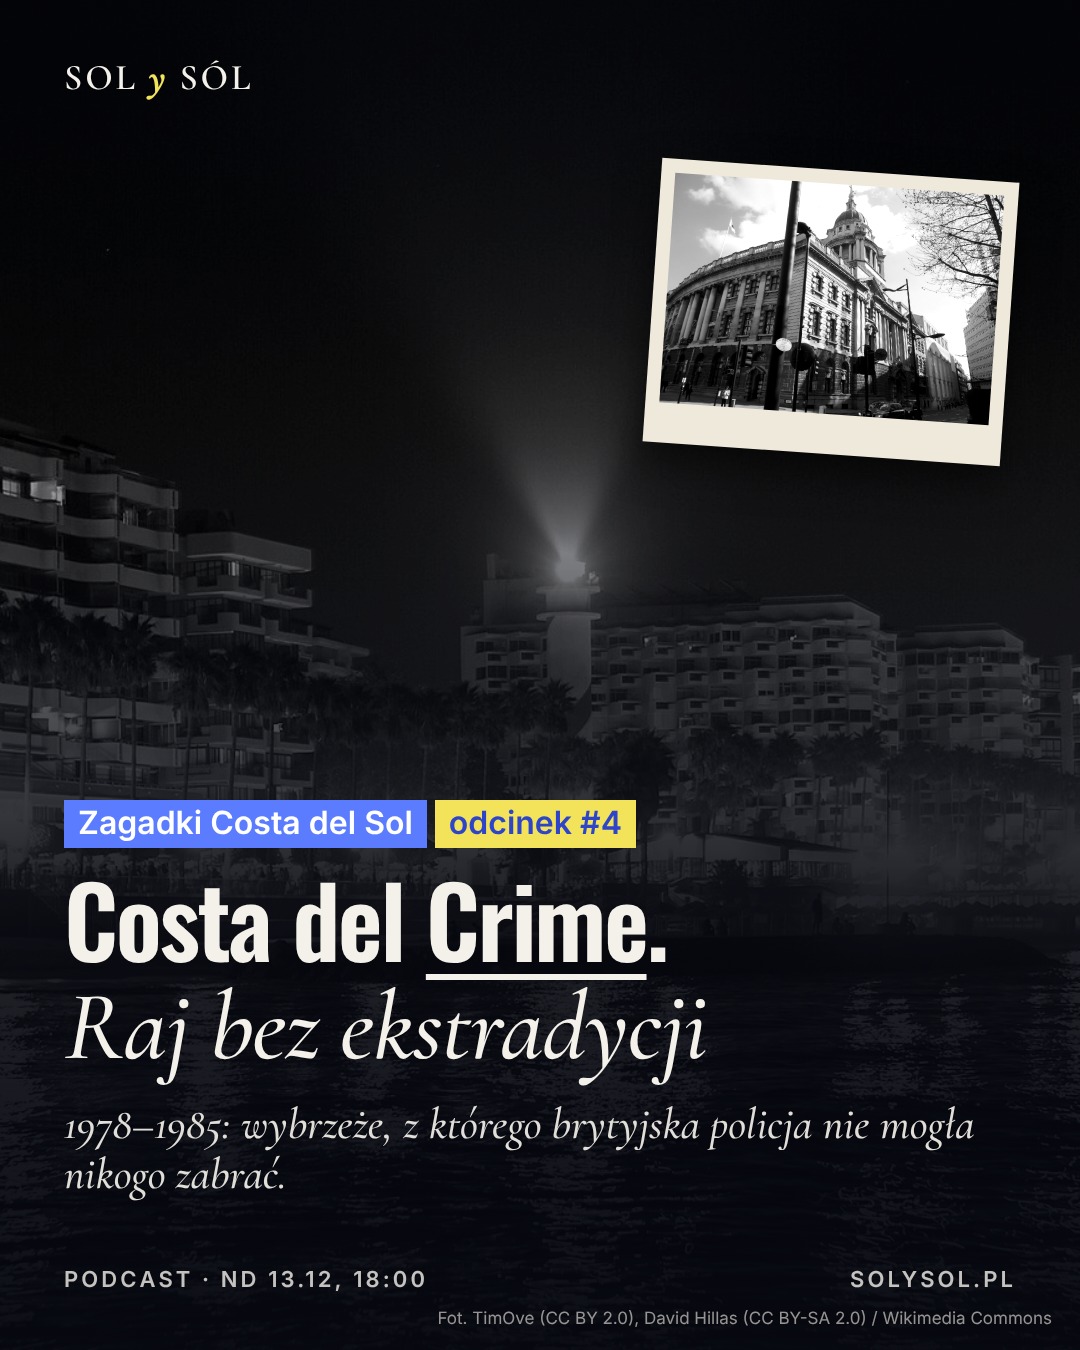 SOL y SÓL
Zagadki Costa del Sol odcinek #4
Costa del Crime.
Raj bez ekstradycji
1978–1985: wybrzeże, z którego brytyjska policja nie mogła
nikogo zabrać.
PODCAST · ND 13.12, 18:00 SOLYSOL.PL
Fot. TimOve (CC BY 2.0), David Hillas (CC BY-SA 2.0) / Wikimedia Commons